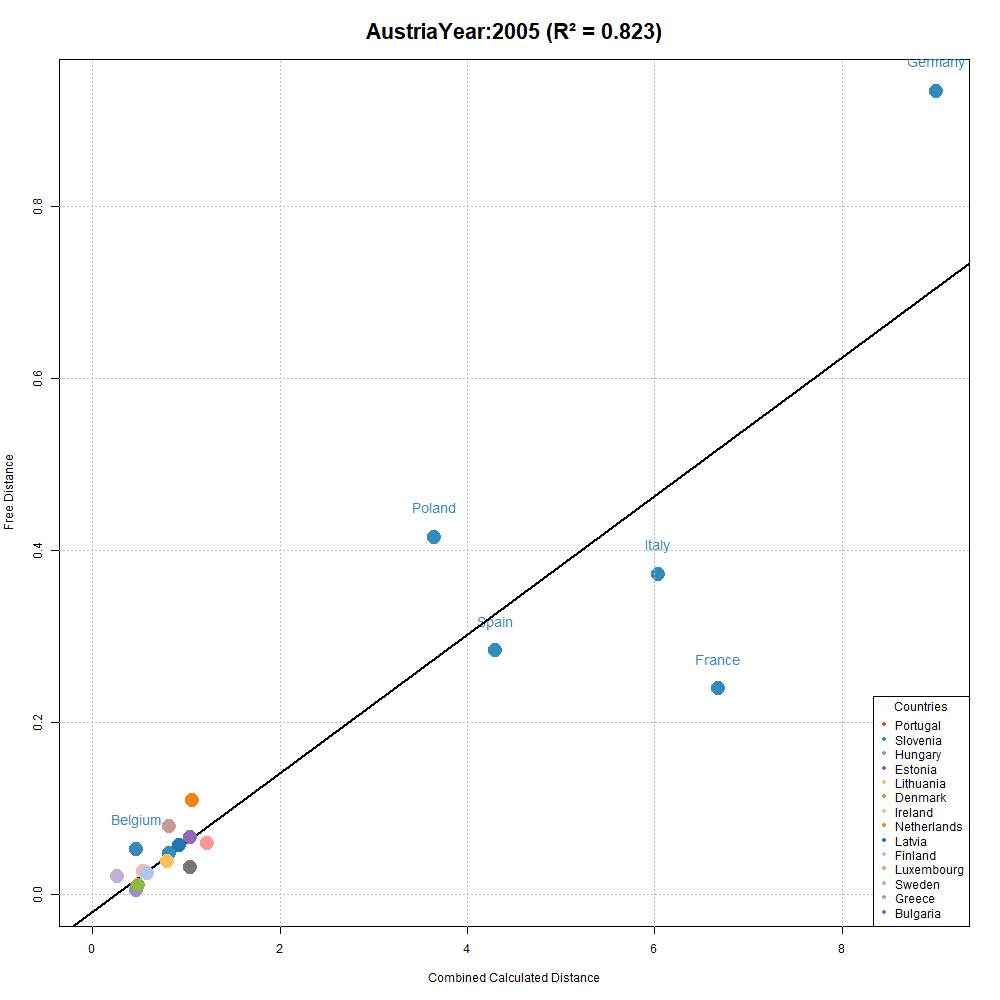 AustriaYear:2005 (R² = 0.823)
Germany
0.8
0.6
Poland
Italy
0.4
Spain
France
0.2
Belgium
0.0
Free Distance
Countries
Portugal
Slovenia
Hungary
Estonia
Lithuania
Denmark
Ireland
Netherlands
Latvia
Finland
Luxembourg
Sweden
Greece
Bulgaria
0 2 4 6 8
Combined Calculated Distance